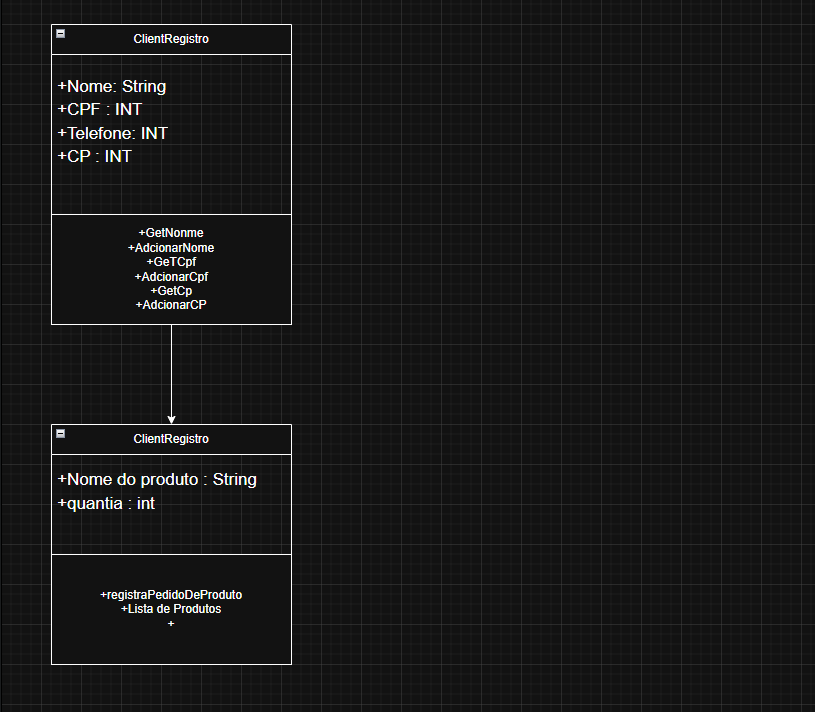 ClientRegistro
+Nome: String
+CPF : INT
+Telefone: INT
+CP : INT
+GetNonme
+AdcionarNome
+GeTCpf
+AdcionarCpf
+GetCp
+AdcionarCP
ClientRegistro
+Nome do produto : String
+quantia : int
+registraPedidoDeProduto
+Lista de Produtos
+